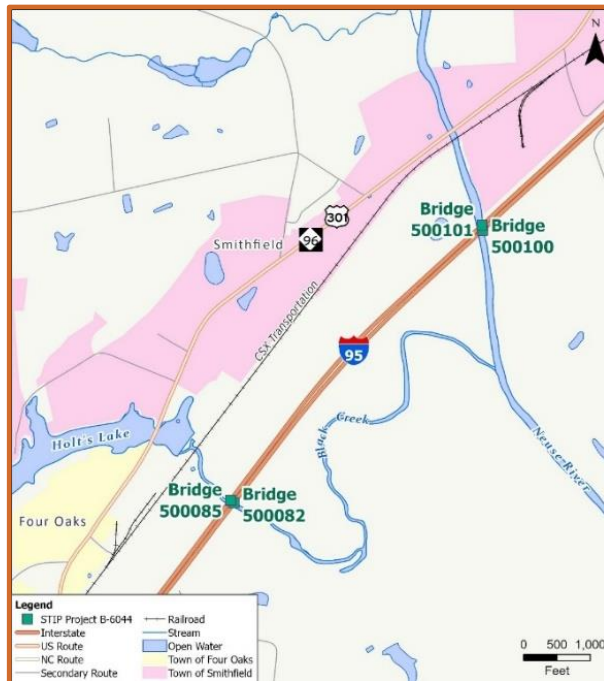 N
301
Bridge
500101
Bridge
500100
96
Smithfield
CSX Transportation
95
Black Creek
Holt's Lake
Neuse River
Bridge
500085
Bridge
500082
Four Oaks
Legend
STIP Project B-6044
Interstate
US Route
NC Route
Secondary Route
Railroad
Stream
Open Water
Town of Four Oaks
Town of Smithfield
0 500 1,000
Feet